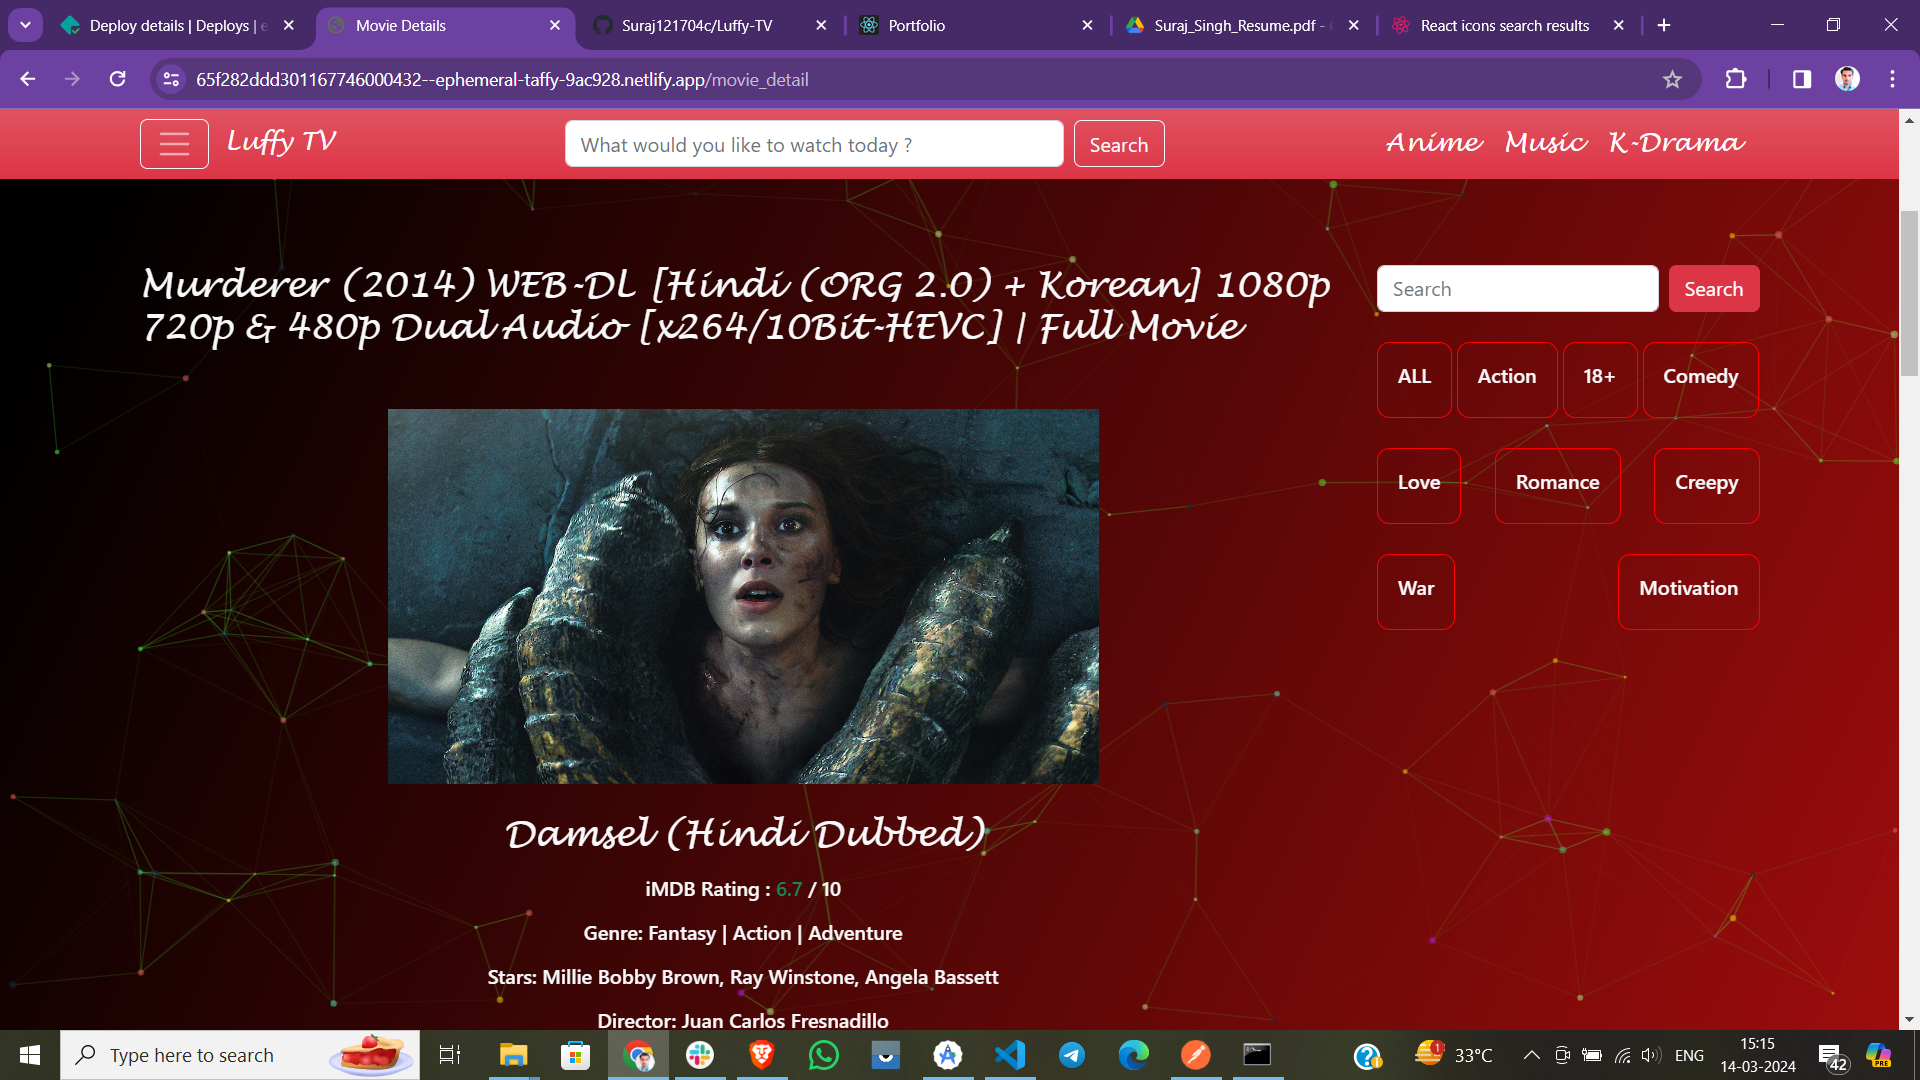 Deploy details | Deploys | e
Movie Details
Suraj121704c/Luffy-TV
Portfolio
Suraj_Singh_Resume.pdf -
React icons search results
65f282ddd301167746000432--ephemeral-taffy-9ac928.netlify.app/movie_detail
Luffy TV
What would you like to watch today ?
Search
Anime Music K-Drama
Murderer (2014) WEB-DL [Hindi (ORG 2.0) + Korean] 1080p
720p & 480p Dual Audio [x264/10Bit-HEVC] | Full Movie
Search
Search
ALL
Action
18+
Comedy
Love
Romance
Creepy
War
Motivation
Damsel (Hindi Dubbed)
iMDB Rating : 6.7 / 10
Genre: Fantasy | Action | Adventure
Stars: Millie Bobby Brown, Ray Winstone, Angela Bassett
Director: Juan Carlos Fresnadillo
Type here to search
1
33°C
ENG
15:15
14-03-2024
42
PRE